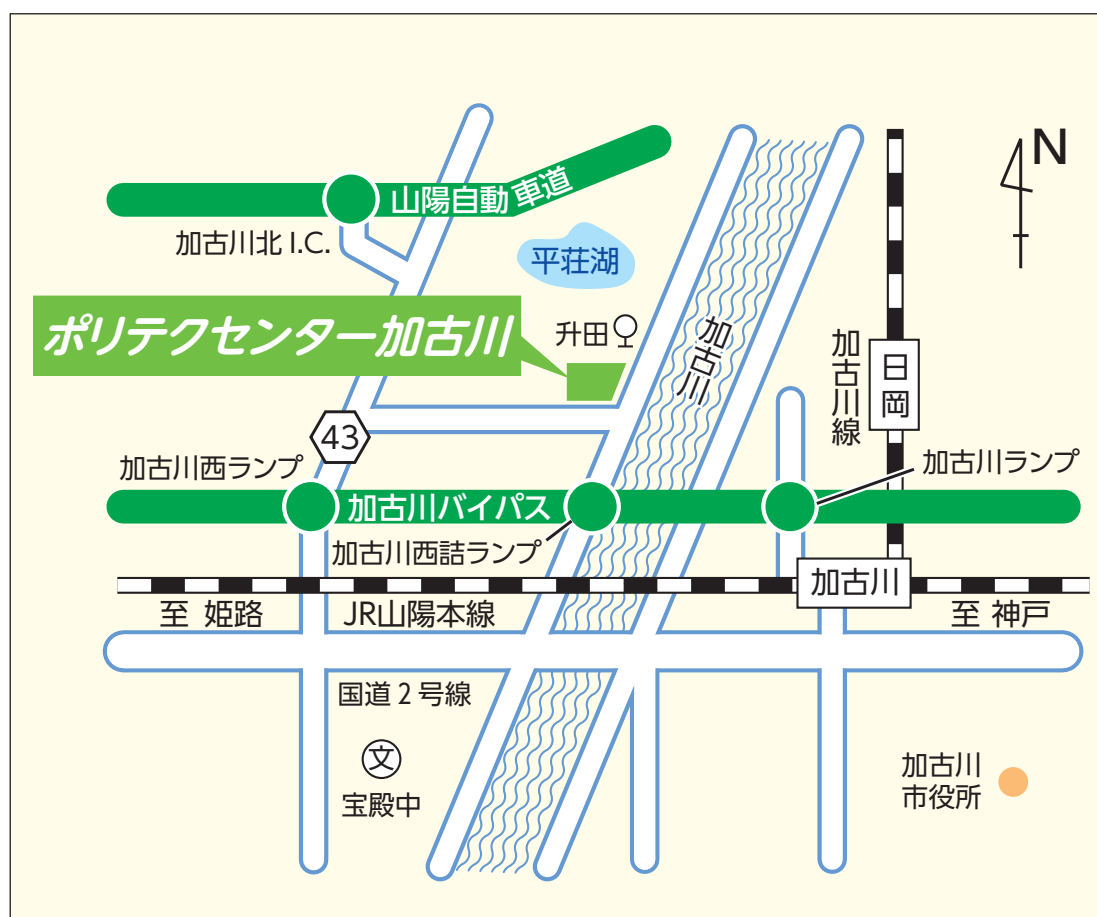 N
山陽自動車道
加古川北 I.C.
平荘湖
ポリテクセンター加古川
升田
加古川
加古川線
日岡
43
加古川西ランプ
加古川ランプ
加古川バイパス
加古川西詰ランプ
加古川
至 姫路
JR山陽本線
至 神戸
国道 2 号線
文
宝殿中
加古川
市役所